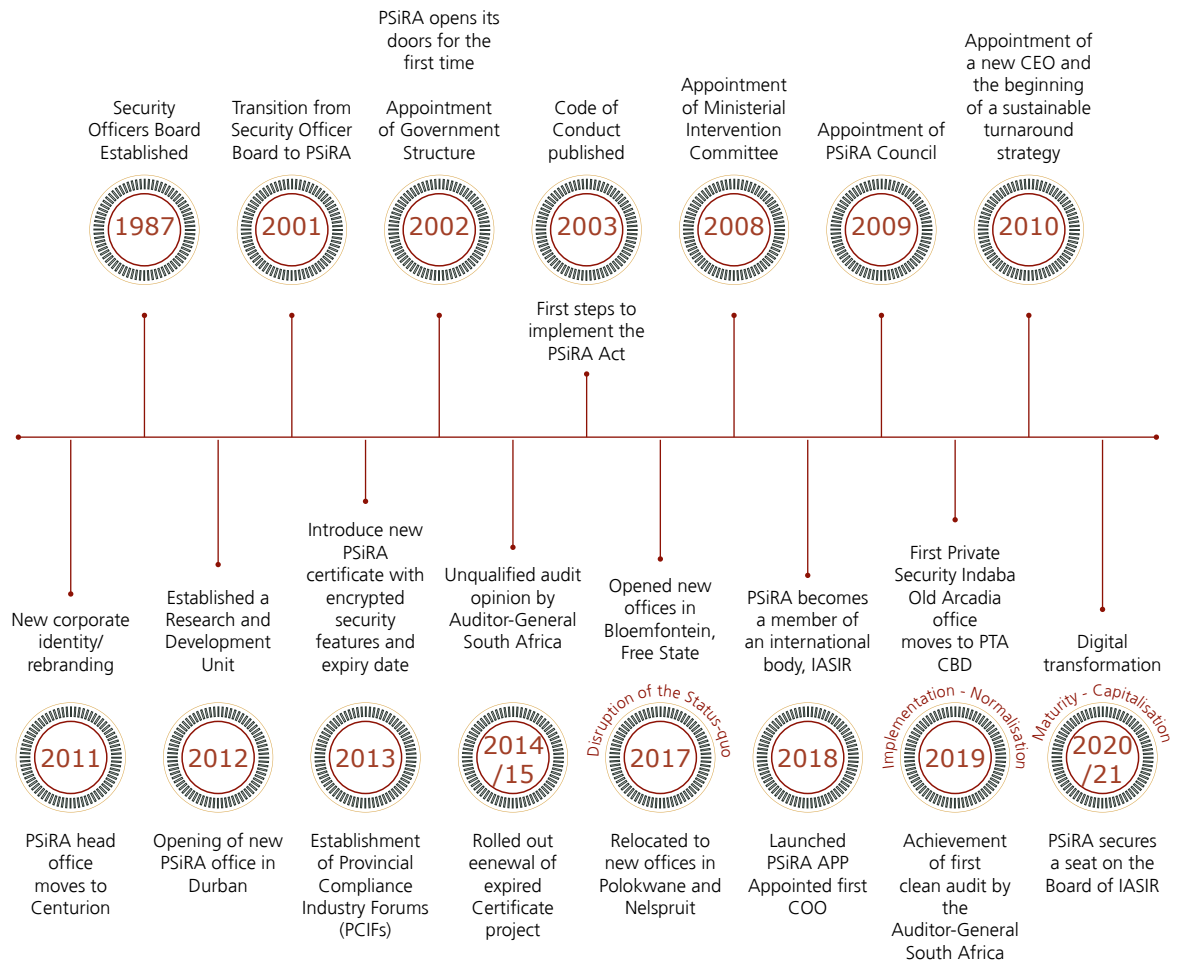 Security
Officers Board
Established
1987
Transition from
Security Officer
Board to PSiRA
2001
PSiRA opens its
doors for the
first time
Appointment
of Government
Structure
2002
Code of
Conduct
published
2003
First steps to
implement the
PSiRA Act
Appointment
of Ministerial
Intervention
Committee
2008
Appointment of
PSiRA Council
2009
Appointment of
a new CEO and
the beginning
of a sustainable
turnaround
strategy
2010
New corporate
identity/
rebranding
2011
PSiRA head
office
moves to
Centurion
Established a
Research and
Development
Unit
2012
Opening of new
PSiRA office in
Durban
Introduce new
PSiRA
certificate with
encrypted
security
features and
expiry date
2013
Establishment
of Provincial
Compliance
Industry Forums
(PCIFs)
Unqualified audit
opinion by
Auditor-General
South Africa
2014
/15
Rolled out
eenewal of
expired
Certificate
project
Opened new
offices in
Bloemfontein,
Free State
Disruption of the Status-quo
2017
Relocated to
new offices in
Polokwane and
Nelspruit
PSiRA becomes
a member of
an international
body, IASIR
2018
Launched
PSiRA APP
Appointed first
COO
First Private
Security Indaba
Old Arcadia
office
moves to PTA
CBD
Implementation - Normalisation
2019
Achievement
of first
clean audit by
the
Auditor-General
South Africa
Digital
transformation
Maturity - Capitalisation
2020
/21
PSiRA secures
a seat on the
Board of IASIR